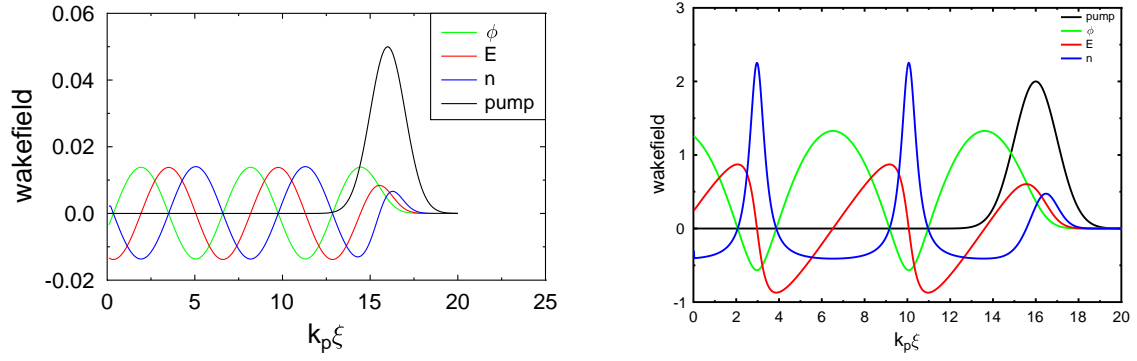 0.06
0.04
0.02
0.0
-0.02
wakefield
0 5 10 15 20 25
k_pξ
ϕ
E
n
pump
3
2
1
0
-1
wakefield
0 2 4 6 8 10 12 14 16 18 20
k_pξ
pump
ϕ
E
n